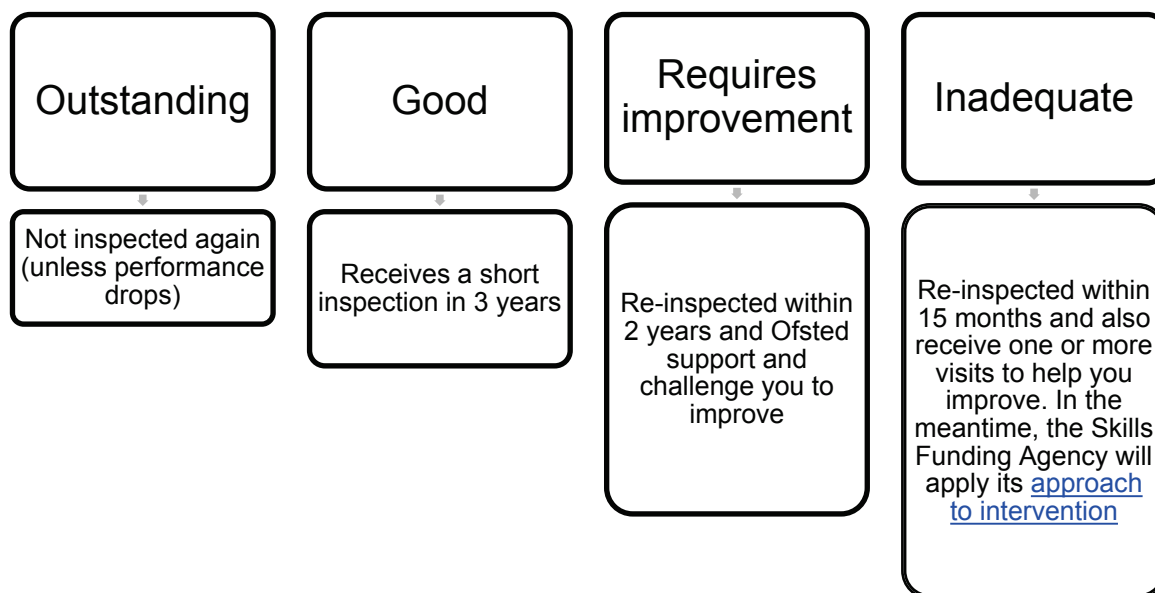 Outstanding
Not inspected again
(unless performance
drops)
Good
Receives a short
inspection in 3 years
Requires
improvement
Re-inspected within
2 years and Ofsted
support and
challenge you to
improve
Inadequate
Re-inspected within
15 months and also
receive one or more
visits to help you
improve. In the
meantime, the Skills
Funding Agency will
apply its approach
to intervention